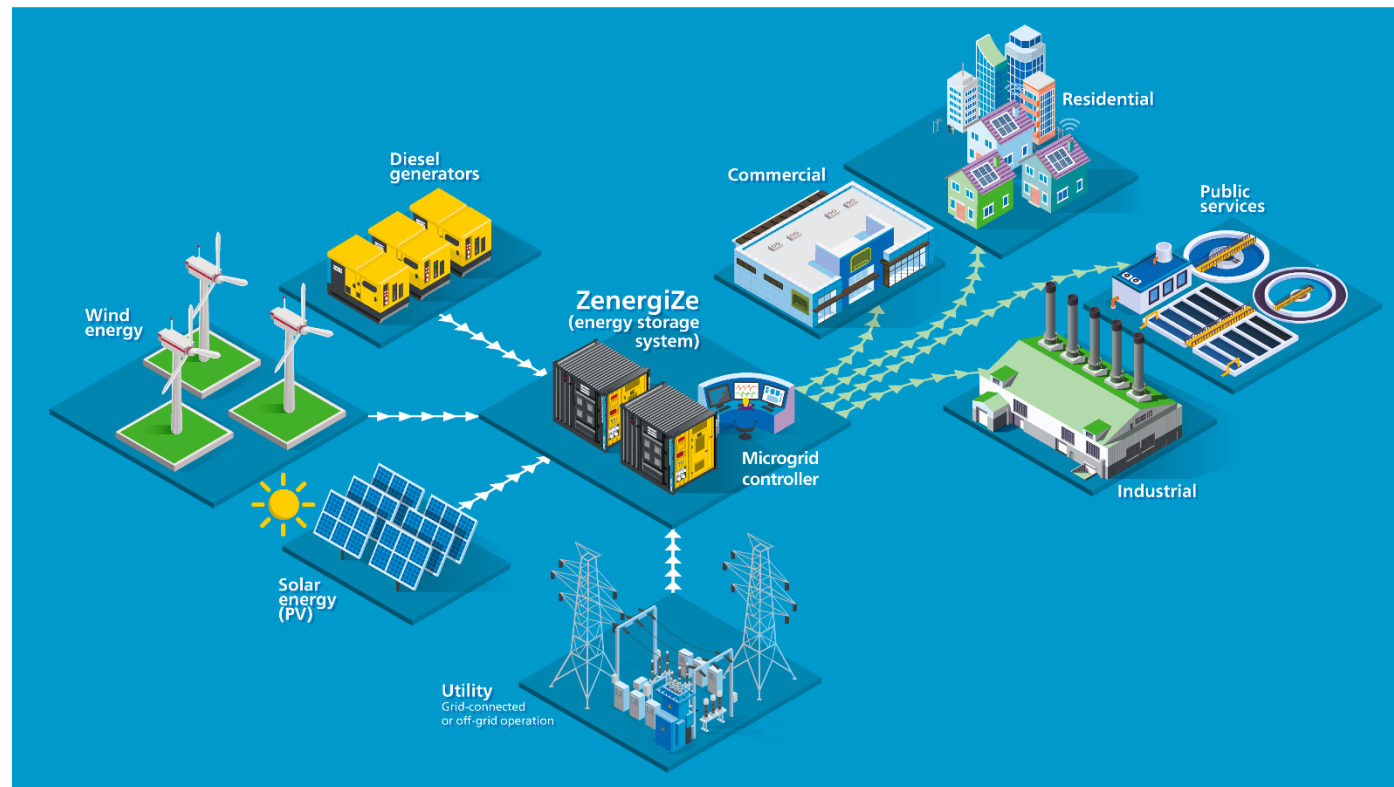 Residential
Diesel
generators
Commercial
Public
services
ZenergiZe
(energy storage
system)
Wind
energy
Microgrid
controller
Industrial
Solar
energy
(PV)
Utility
Grid-connected
or off-grid operation